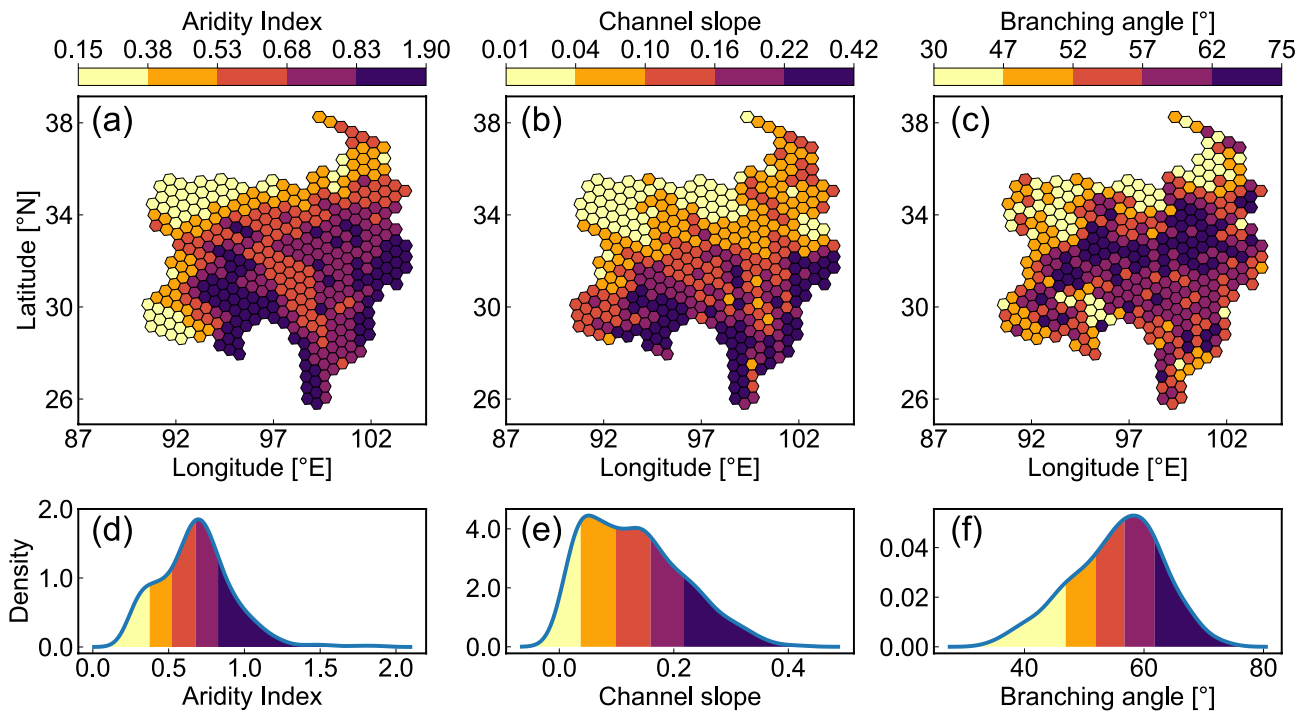 Aridity Index Channel slope Branching angle [°]
0.15 0.38 0.53 0.68 0.83 1.90 0.01 0.04 0.10 0.16 0.22 0.42 30 47 52 57 62 75
(a) (b) (c)
38 38 38
34 34 34
30 30 30
26 26 26
Latitude [°N]
87 92 97 102 87 92 97 102 87 92 97 102
Longitude [°E] Longitude [°E] Longitude [°E]
(d) (e) (f)
2.0 4.0 0.04
1.0 2.0 0.02
0.0 0.0 0.00
Density
0.0 0.5 1.0 1.5 2.0 0.0 0.2 0.4 40 60 80
Aridity Index Channel slope Branching angle [°]